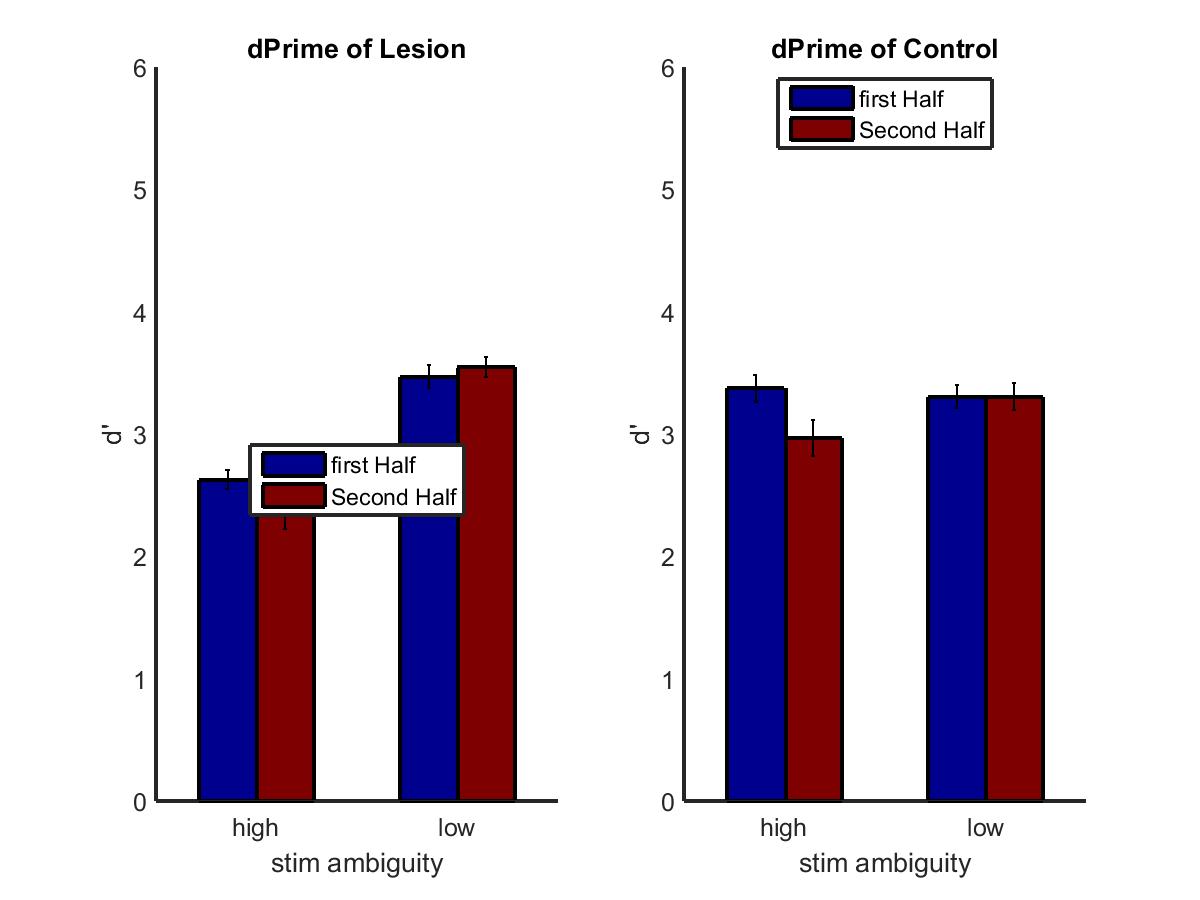 dPrime of Lesion
6
5
4
3
2
1
0
d'
first Half
Second Half
high
low
stim ambiguity
dPrime of Control
6
5
4
3
2
1
0
d'
first Half
Second Half
high
low
stim ambiguity